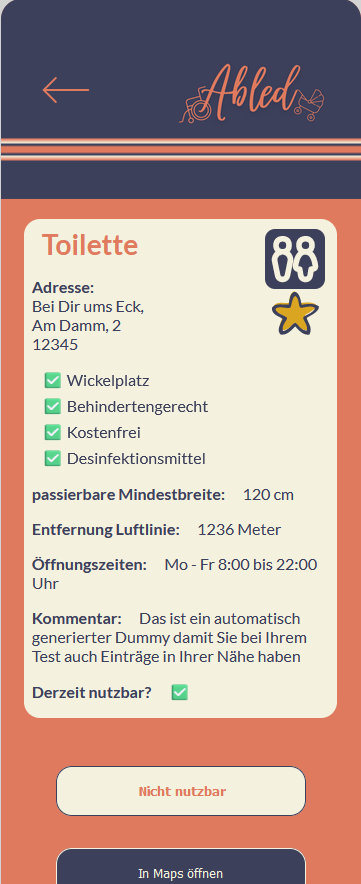 Abled
Toilette
Adresse:
Bei Dir ums Eck,
Am Damm, 2
12345
Wickelplatz
Behindertengerecht
Kostenfrei
Desinfektionsmittel
passierbare Mindestbreite: 120 cm
Entfernung Luftlinie: 1236 Meter
Öffnungszeiten: Mo - Fr 8:00 bis 22:00
Uhr
Kommentar: Das ist ein automatisch
generierter Dummy damit Sie bei Ihrem
Test auch Einträge in Ihrer Nähe haben
Derzeit nutzbar?
Nicht nutzbar
In Maps öffnen